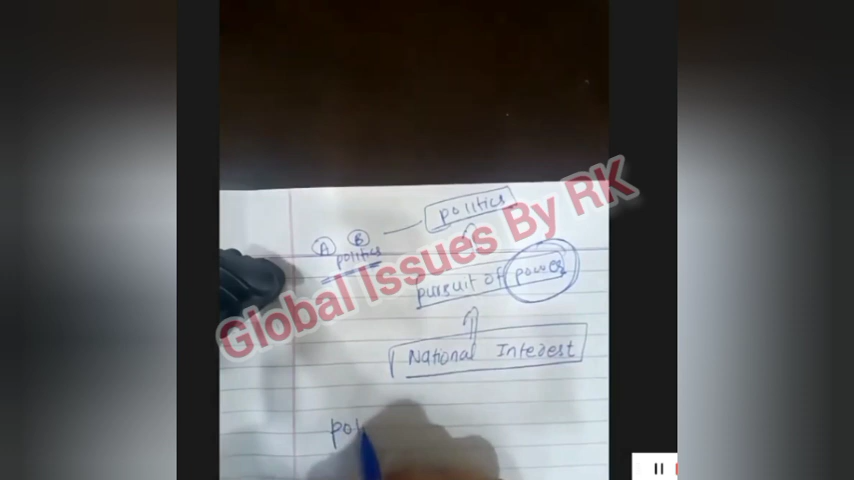 politics
A B
politics
pursuit of power
National Interest
pol
Global Issues By RK